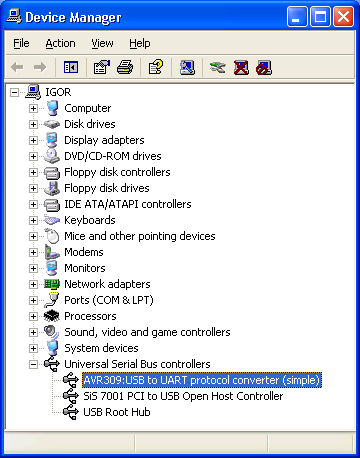 Device Manager
File Action View Help
IGOR
Computer
Disk drives
Display adapters
DVD/CD-ROM drives
Floppy disk controllers
Floppy disk drives
IDE ATA/ATAPI controllers
Keyboards
Mice and other pointing devices
Modems
Monitors
Network adapters
Ports (COM & LPT)
Processors
Sound, video and game controllers
System devices
Universal Serial Bus controllers
AVR309:USB to UART protocol converter (simple)
SiS 7001 PCI to USB Open Host Controller
USB Root Hub